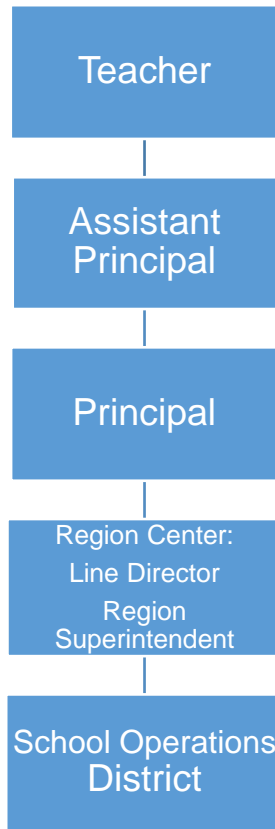 Teacher
Assistant
Principal
Principal
Region Center:
Line Director
Region
Superintendent
School Operations
District